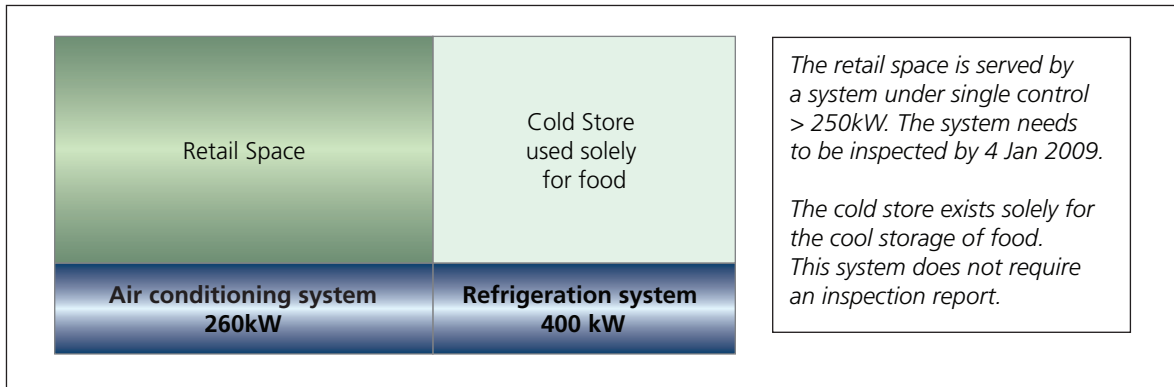 Retail Space
Cold Store
used solely
for food
Air conditioning system
260kW
Refrigeration system
400 kW
The retail space is served by
a system under single control
> 250kW. The system needs
to be inspected by 4 Jan 2009.
The cold store exists solely for
the cool storage of food.
This system does not require
an inspection report.